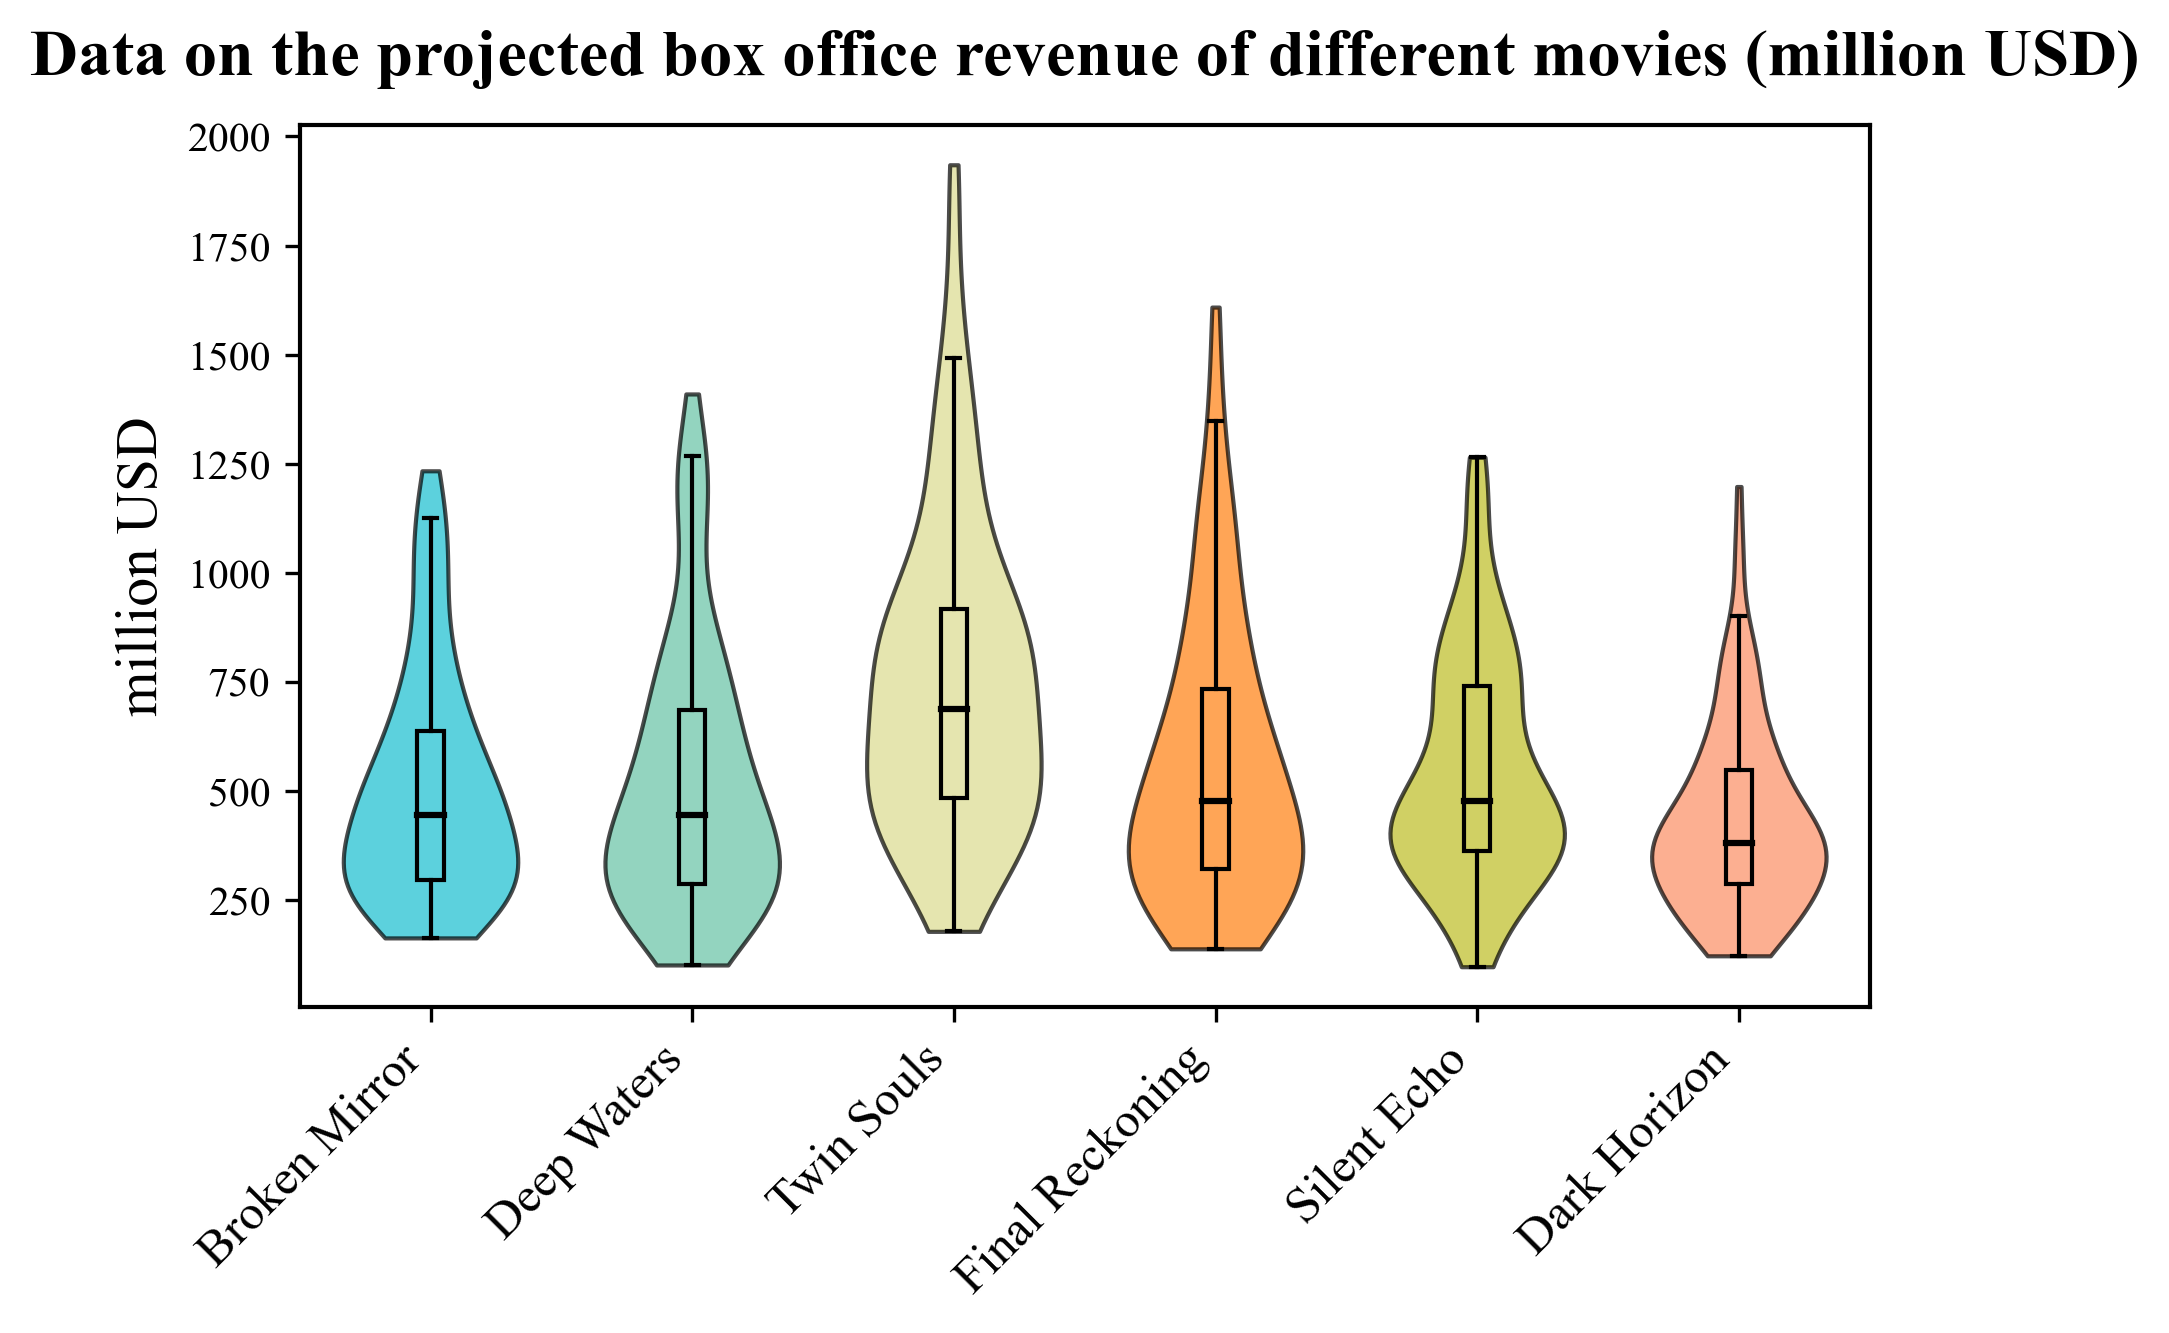 Data on the projected box office revenue of different movies (million USD)
million USD
2000
1750
1500
1250
1000
750
500
250
Broken Mirror
Deep Waters
Twin Souls
Final Reckoning
Silent Echo
Dark Horizon